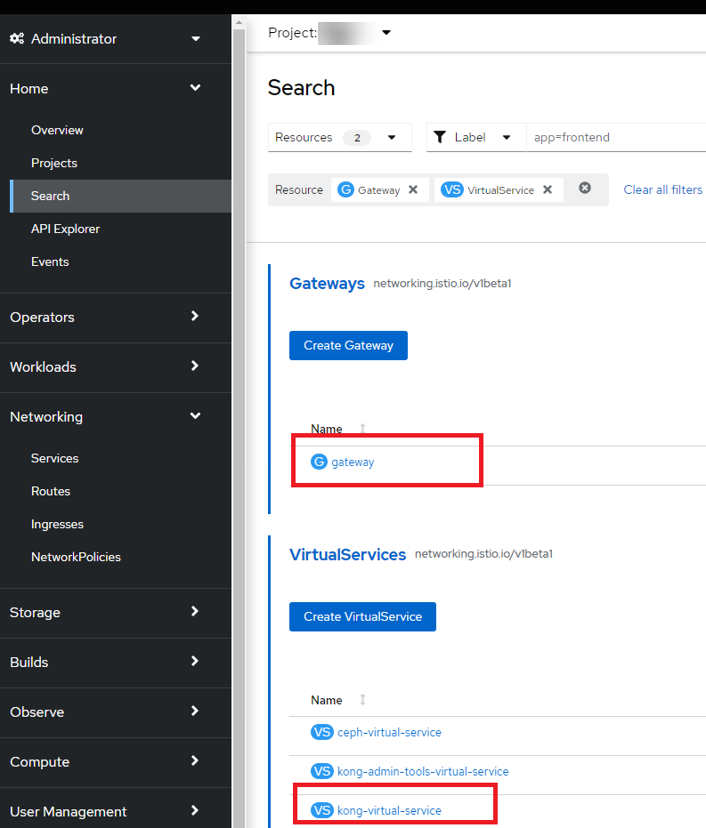 Administrator
Project:
Home
Overview
Projects
Search
API Explorer
Events
Operators
Workloads
Networking
Services
Routes
Ingresses
NetworkPolicies
Storage
Builds
Observe
Compute
User Management
Search
Resources 2 Label app=frontend
Resource G Gateway VS VirtualService Clear all filters
Gateways networking.istio.io/v1beta1
Create Gateway
Name
G gateway
VirtualServices networking.istio.io/v1beta1
Create VirtualService
Name
VS ceph-virtual-service
VS kong-admin-tools-virtual-service
VS kong-virtual-service